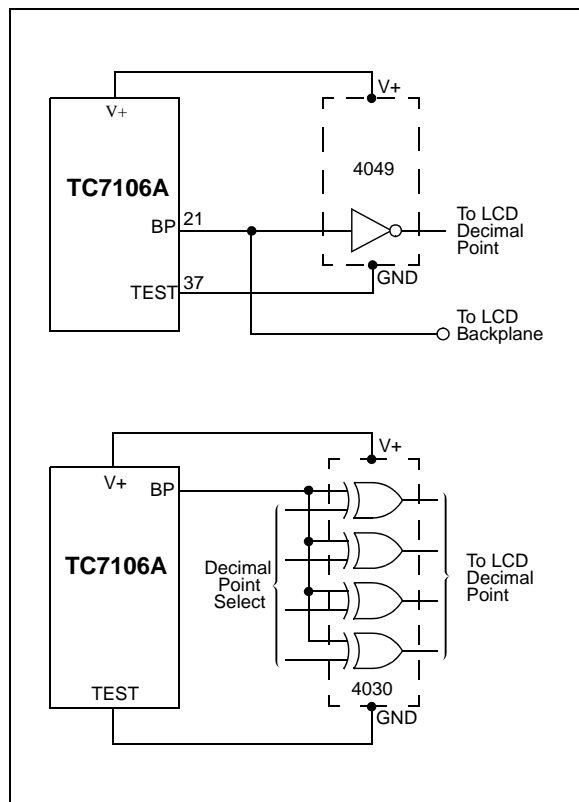 V+
V+
TC7106A
4049
BP
21
To LCD
Decimal
Point
TEST
37
GND
To LCD
Backplane
V+
V+
BP
TC7106A
Decimal
Point
Select
To LCD
Decimal
Point
TEST
4030
GND